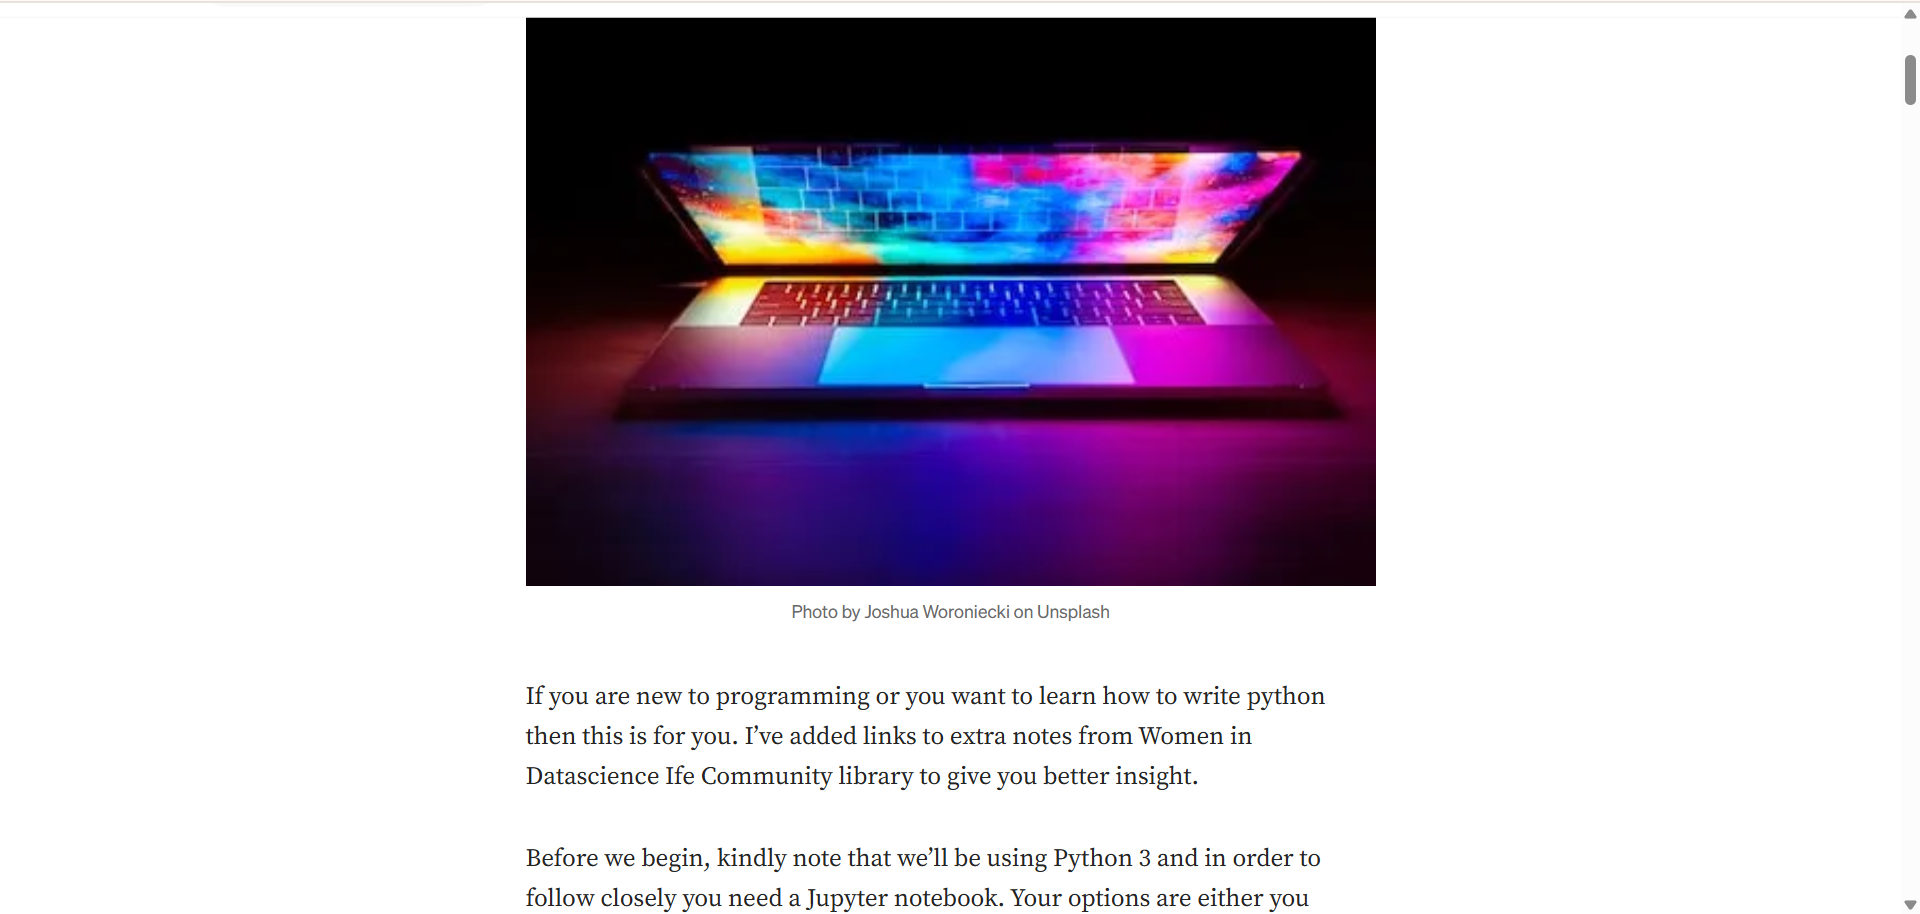 Photo by Joshua Woroniecki on Unsplash
If you are new to programming or you want to learn how to write python
then this is for you. I’ve added links to extra notes from Women in
Datascience Ife Community library to give you better insight.
Before we begin, kindly note that we’ll be using Python 3 and in order to
follow closely you need a Jupyter notebook. Your options are either you